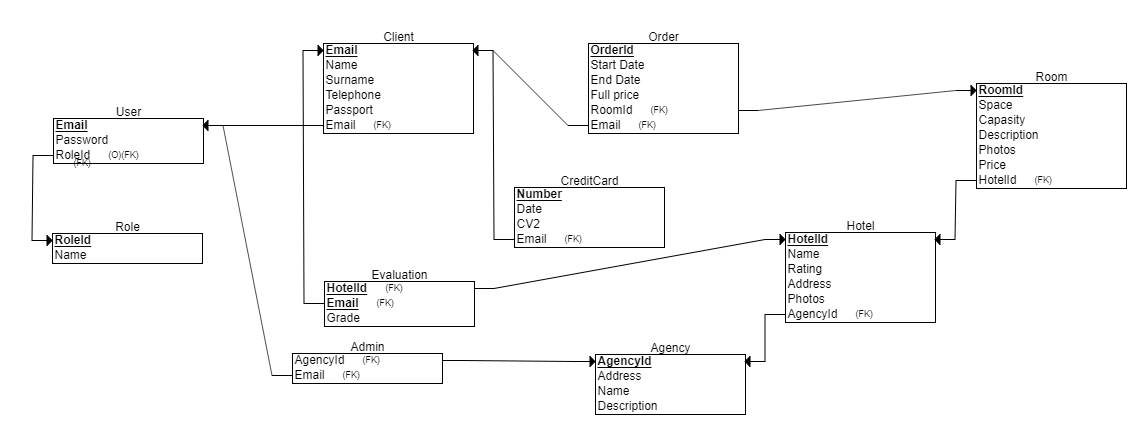 Client
Email
Name
Surname
Telephone
Passport
Email (FK)
Order
OrderId
Start Date
End Date
Full price
RoomId (FK)
Email (FK)
Room
RoomId
Space
Capasity
Description
Photos
Price
HotelId (FK)
User
Email
Password
RoleId (O)(FK)
(FK)
CreditCard
Number
Date
CV2
Email (FK)
Role
RoleId
Name
Hotel
HotelId
Name
Rating
Address
Photos
AgencyId (FK)
Evaluation
HotelId (FK)
Email (FK)
Grade
Admin
AgencyId (FK)
Email (FK)
Agency
AgencyId
Address
Name
Description